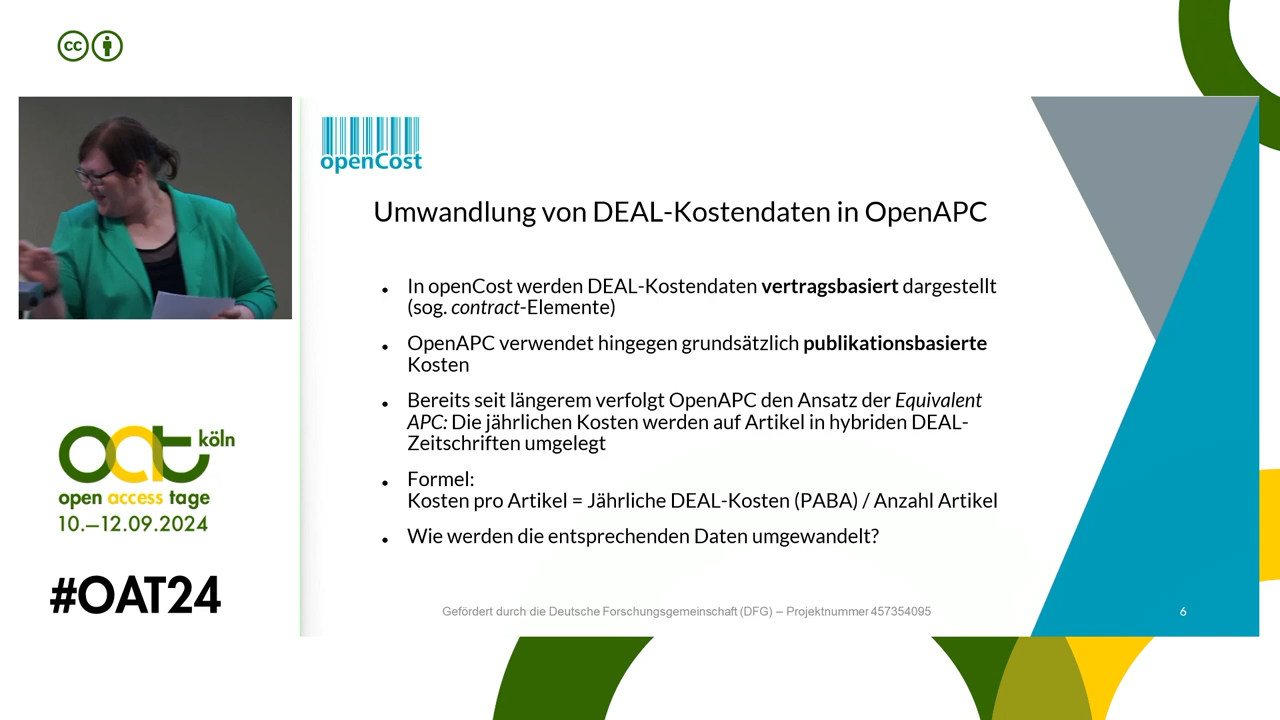 cc
openCost
Umwandlung von DEAL-Kostendaten in OpenAPC
• In openCost werden DEAL-Kostendaten vertragsbasiert dargestellt
(sog. contract-Elemente)
• OpenAPC verwendet hingegen grundsätzlich publikationsbasierte
Kosten
• Bereits seit längerem verfolgt OpenAPC den Ansatz der Equivalent
APC: Die jährlichen Kosten werden auf Artikel in hybriden DEAL-
Zeitschriften umgelegt
• Formel:
Kosten pro Artikel = Jährliche DEAL-Kosten (PABA) / Anzahl Artikel
• Wie werden die entsprechenden Daten umgewandelt?
Gefördert durch die Deutsche Forschungsgemeinschaft (DFG) – Projektnummer 457354095
6
oat köln
open access tage
10.–12.09.2024
#OAT24